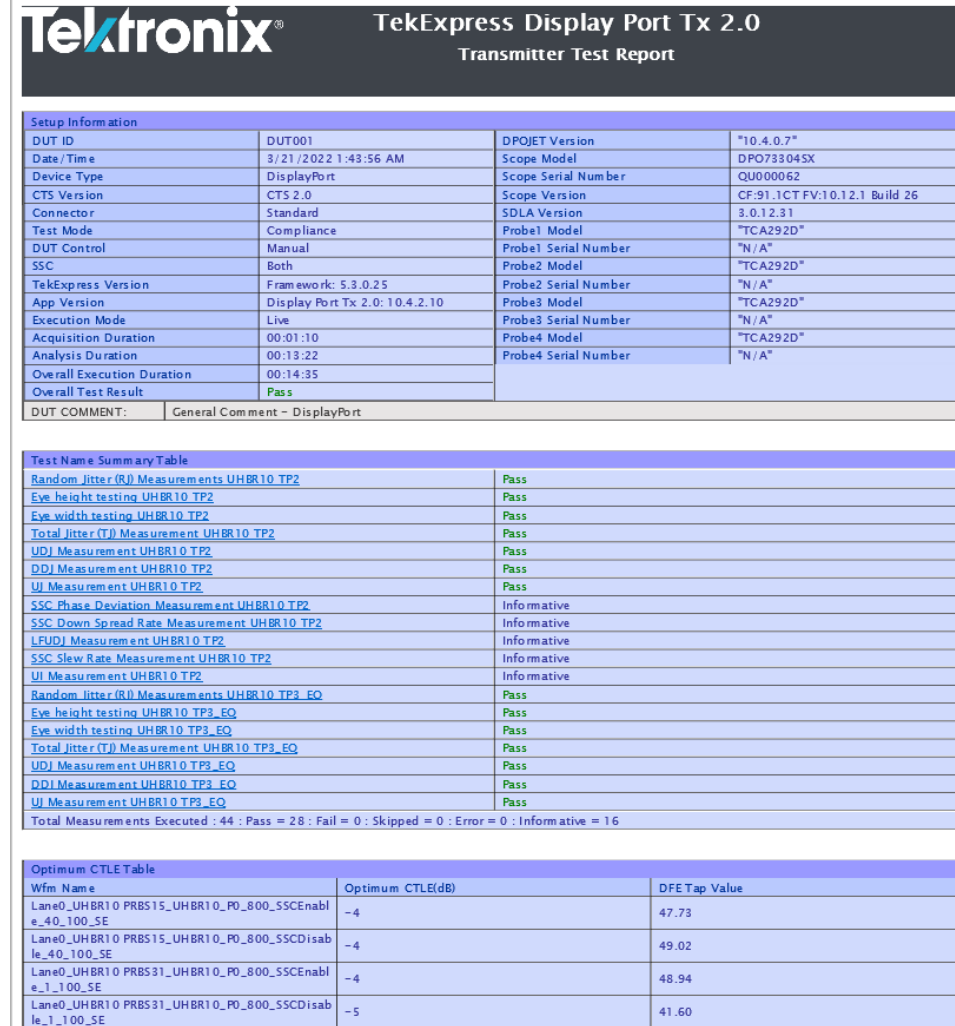 Tektronix®
TekExpress Display Port Tx 2.0
Transmitter Test Report
Setup Information
DUT ID DUT001 DPOJET Version "10.4.0.7"
Date/Time 3/21/2022 1:43:56 AM Scope Model DPO73304SX
Device Type DisplayPort Scope Serial Number QU000062
CTS Version CTS 2.0 Scope Version CF:91.1CT FV:10.12.1 Build 26
Connector Standard SDLA Version 3.0.12.31
Test Mode Compliance Probe1 Model "TCA292D"
DUT Control Manual Probe1 Serial Number "N/A"
SSC Both Probe2 Model "TCA292D"
TekExpress Version Framework: 5.3.0.25 Probe2 Serial Number "N/A"
App Version Display Port Tx 2.0: 10.4.2.10 Probe3 Model "TCA292D"
Execution Mode Live Probe3 Serial Number "N/A"
Acquisition Duration 00:01:10 Probe4 Model "TCA292D"
Analysis Duration 00:13:22 Probe4 Serial Number "N/A"
Overall Execution Duration 00:14:35
Overall Test Result Pass
DUT COMMENT: General Comment - DisplayPort
Test Name Summary Table
Random Jitter (RJ) Measurements UHBR10 TP2 Pass
Eye height testing UHBR10 TP2 Pass
Eye width testing UHBR10 TP2 Pass
Total Jitter (TJ) Measurement UHBR10 TP2 Pass
UDJ Measurement UHBR10 TP2 Pass
DDJ Measurement UHBR10 TP2 Pass
UJ Measurement UHBR10 TP2 Pass
SSC Phase Deviation Measurement UHBR10 TP2 Informative
SSC Down Spread Rate Measurement UHBR10 TP2 Informative
LFUDJ Measurement UHBR10 TP2 Informative
SSC Slew Rate Measurement UHBR10 TP2 Informative
UI Measurement UHBR10 TP2 Informative
Random Jitter (RJ) Measurements UHBR10 TP3_EQ Pass
Eye height testing UHBR10 TP3_EQ Pass
Eye width testing UHBR10 TP3_EQ Pass
Total Jitter (TJ) Measurement UHBR10 TP3_EQ Pass
UDJ Measurement UHBR10 TP3_EQ Pass
DDJ Measurement UHBR10 TP3_EQ Pass
UJ Measurement UHBR10 TP3_EQ Pass
Total Measurements Executed : 44 : Pass = 28 : Fail = 0 : Skipped = 0 : Error = 0 : Informative = 16
Optimum CTLE Table
Wfm Name Optimum CTLE(dB) DFE Tap Value
Lane0_UHBR10 PRBS15_UHBR10_P0_800_SSCEnabl
e_40_100_SE -4 47.73
Lane0_UHBR10 PRBS15_UHBR10_P0_800_SSCDisab
le_40_100_SE -4 49.02
Lane0_UHBR10 PRBS31_UHBR10_P0_800_SSCEnabl
e_1_100_SE -4 48.94
Lane0_UHBR10 PRBS31_UHBR10_P0_800_SSCDisab
le_1_100_SE -5 41.60